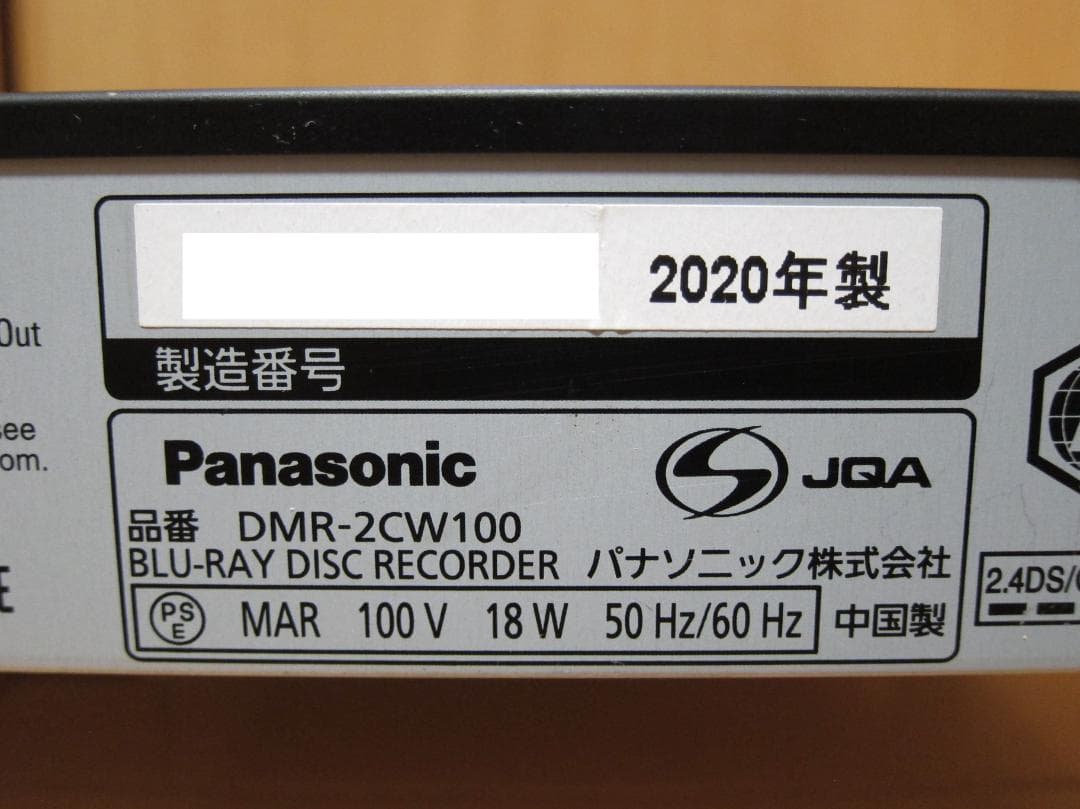 2020年製
製造番号
Out
see
om.
Panasonic
JQA
品番 DMR-2CW100
BLU-RAY DISC RECORDER パナソニック株式会社
PS
E
MAR 100 V 18 W 50 Hz/60 Hz 中国製
2.4DS/
E